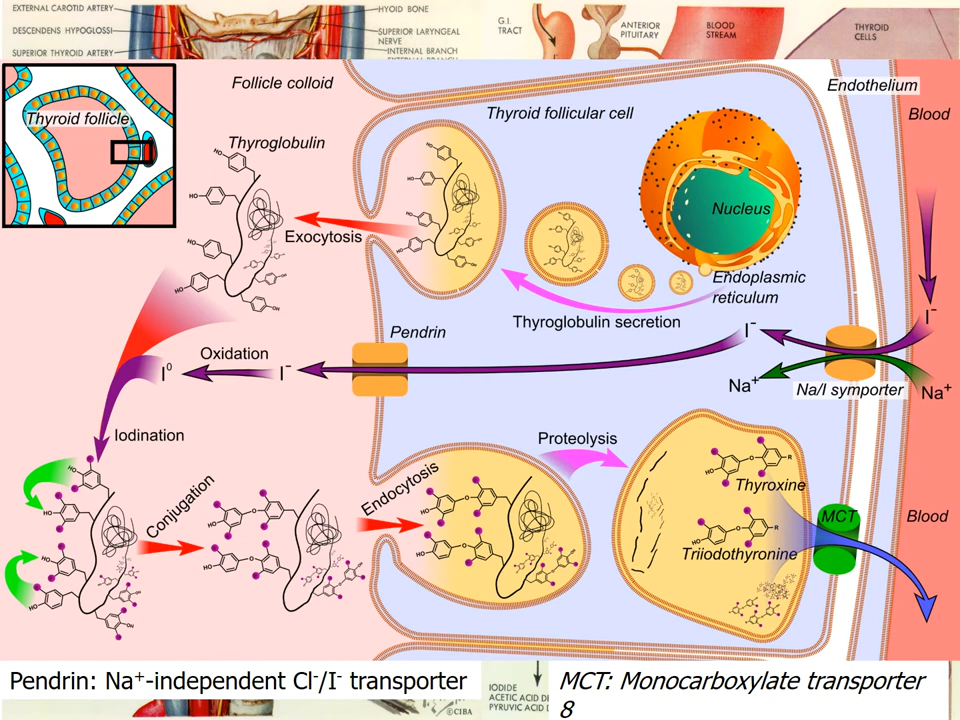 EXTERNAL CAROTID ARTERY
DESCENDENS HYPOGLOSSI
SUPERIOR THYROID ARTERY
HYOID BONE
SUPERIOR LARYNGEAL
NERVE
INTERNAL BRANCH
G.I.
TRACT
ANTERIOR
PITUITARY
BLOOD
STREAM
THYROID
CELLS
Thyroid follicle
Follicle colloid
Thyroglobulin
Thyroid follicular cell
Endothelium
Blood
Exocytosis
Nucleus
Endoplasmic
reticulum
Thyroglobulin secretion
Pendrin
I⁻
I⁻
Na⁺
Na/I symporter
Na⁺
Oxidation
I⁰
I⁻
Iodination
Conjugation
Endocytosis
Proteolysis
Thyroxine
Triiodothyronine
MCT
Blood
Pendrin: Na⁺-independent Cl⁻/I⁻ transporter
MCT: Monocarboxylate transporter
8
IODIDE
ACETIC ACID DE
PYRUVIC ACID D
©CIBA